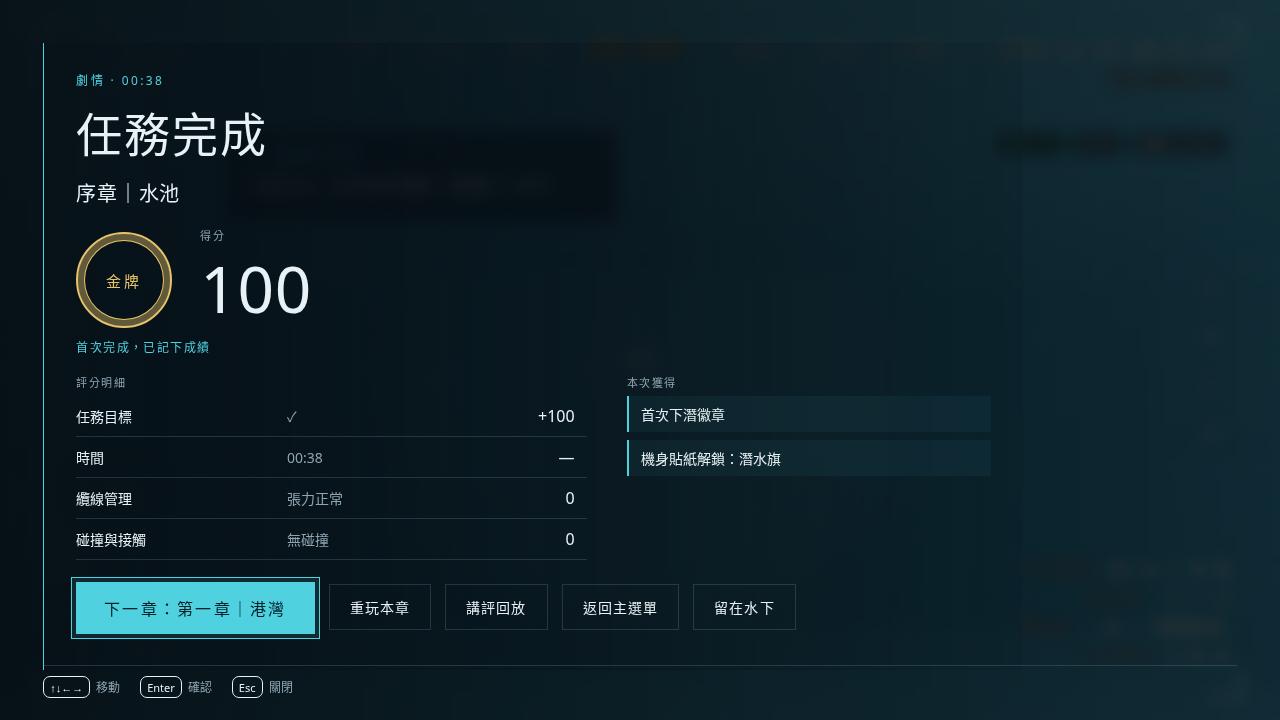 劇情 · 00:38
任務完成
序章｜水池
金牌
得分
100
首次完成，已記下成績
評分明細
任務目標 ✓ +100
時間 00:38 —
纜線管理 張力正常 0
碰撞與接觸 無碰撞 0
本次獲得
首次下潛徽章
機身貼紙解鎖：潛水旗
下一章：第一章｜港灣
重玩本章
講評回放
返回主選單
留在水下
↑↓←→ 移動 Enter 確認 Esc 關閉